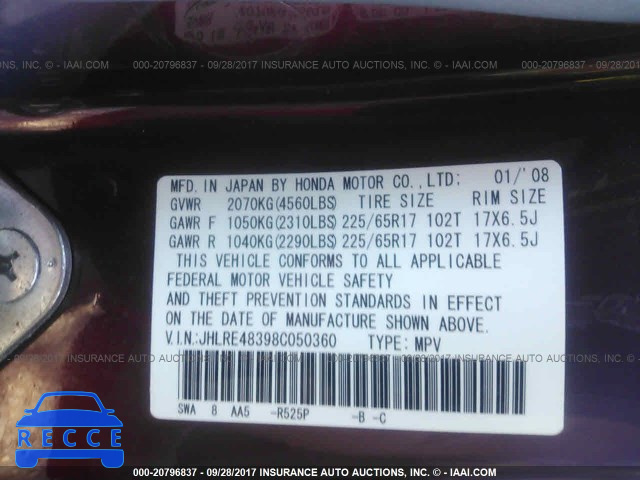 000-20796837 - 09/28/2017 INSURANCE AUTO AUCTIONS, INC. - IAAI.COM
MFD. IN JAPAN BY HONDA MOTOR CO., LTD: 01/'08
GVWR 2070KG(4560LBS) TIRE SIZE RIM SIZE
GAWR F 1050KG(2310LBS) 225/65R17 102T 17X6.5J
GAWR R 1040KG(2290LBS) 225/65R17 102T 17X6.5J
THIS VEHICLE CONFORMS TO ALL APPLICABLE
FEDERAL MOTOR VEHICLE SAFETY
AND THEFT PREVENTION STANDARDS IN EFFECT
ON THE DATE OF MANUFACTURE SHOWN ABOVE.
V.I.N.:JHLRE48398C050360 TYPE: MPV
SWA 8 AA5 -R525P -B -C
RECCE
000-20796837 - 09/28/2017 INSURANCE AUTO AUCTIONS, INC. - IAAI.COM